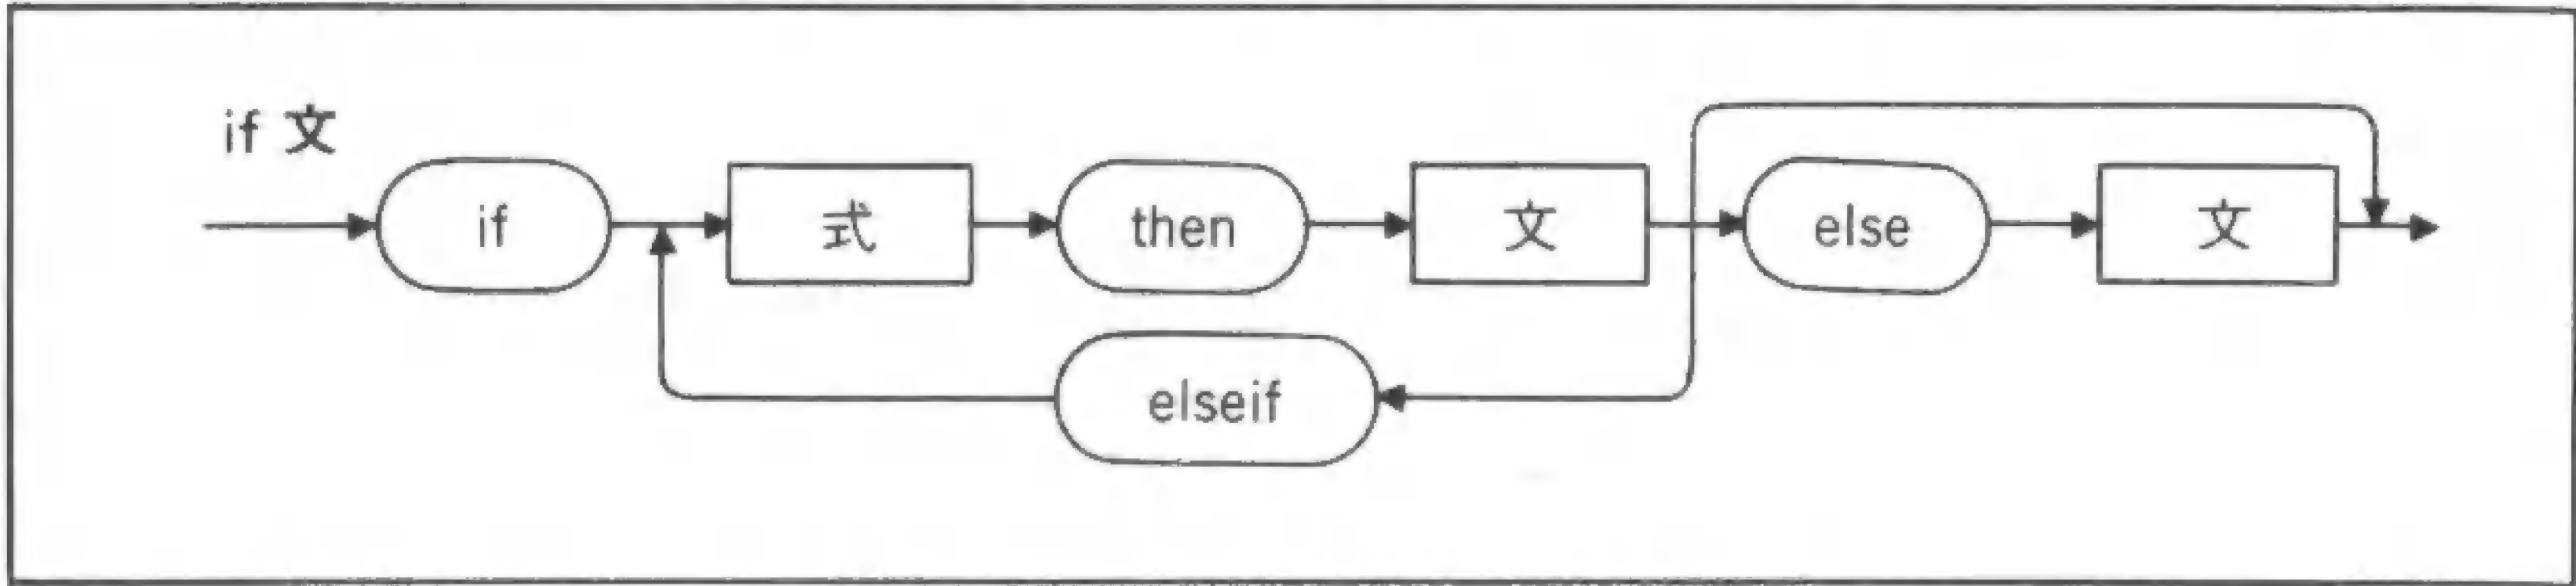 if 文
if 式 then 文 else 文
elseif